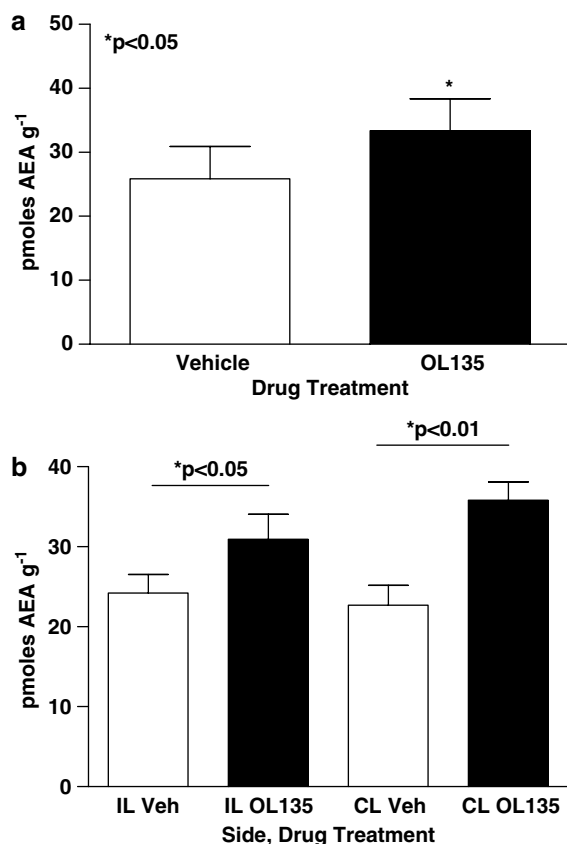 a
50
*p<0.05
40
*
30
20
10
0
pmoles AEA g⁻¹
Vehicle OL135
Drug Treatment
b
*p<0.01
*p<0.05
40
30
20
10
0
pmoles AEA g⁻¹
IL Veh IL OL135 CL Veh CL OL135
Side, Drug Treatment